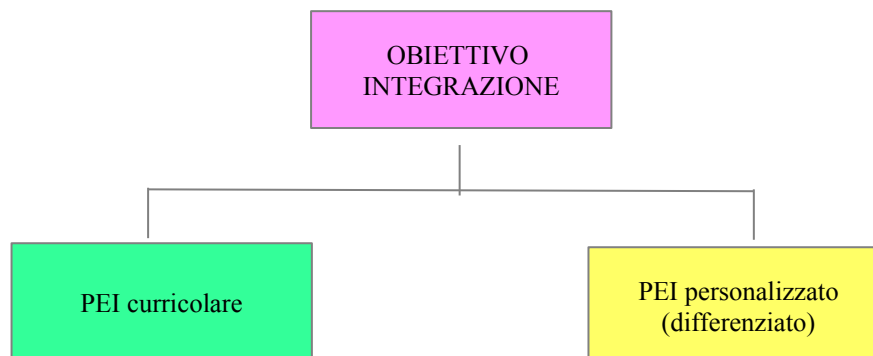 OBIETTIVO
INTEGRAZIONE
PEI curricolare
PEI personalizzato
(differenziato)